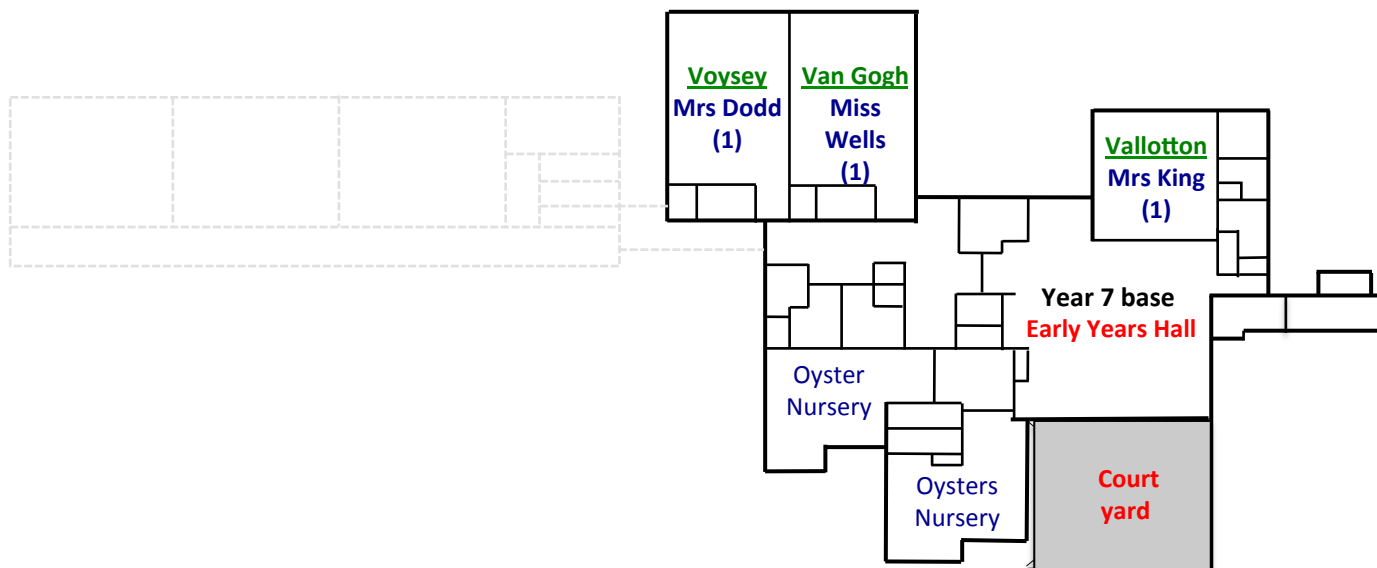 Voysey
Mrs Dodd
(1)
Van Gogh
Miss
Wells
(1)
Vallotton
Mrs King
(1)
Year 7 base
Early Years Hall
Oyster
Nursery
Oysters
Nursery
Court
yard